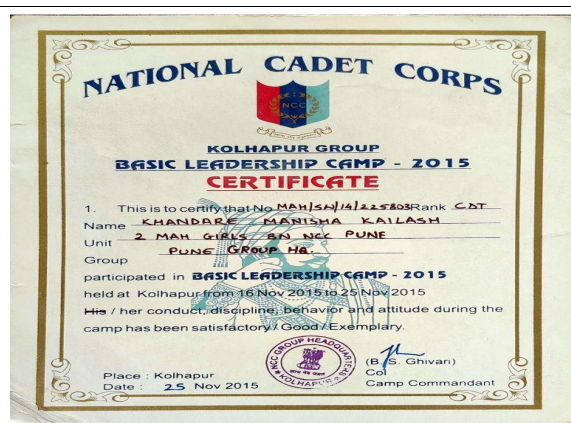 NATIONAL CADET CORPS
NCC
KOLHAPUR GROUP
BASIC LEADERSHIP CAMP - 2015
CERTIFICATE
1. This is to certify that No MAH/SW/14/225803 Rank CDT
Name KHANDARE MANISHA KAILASH
Unit 2 MAH GIRLS BN NCC PUNE
Group PUNE GROUP HQ.
participated in BASIC LEADERSHIP CAMP - 2015
held at Kolhapur from 16 Nov 2015 to 25 Nov 2015
His / her conduct, discipline, behavior and attitude during the
camp has been satisfactory / Good / Exemplary.
NCC GROUP HEADQUARTERS
KOLHAPUR
(B. S. Ghivari)
Col
Camp Commandant
Place : Kolhapur
Date : 25 Nov 2015